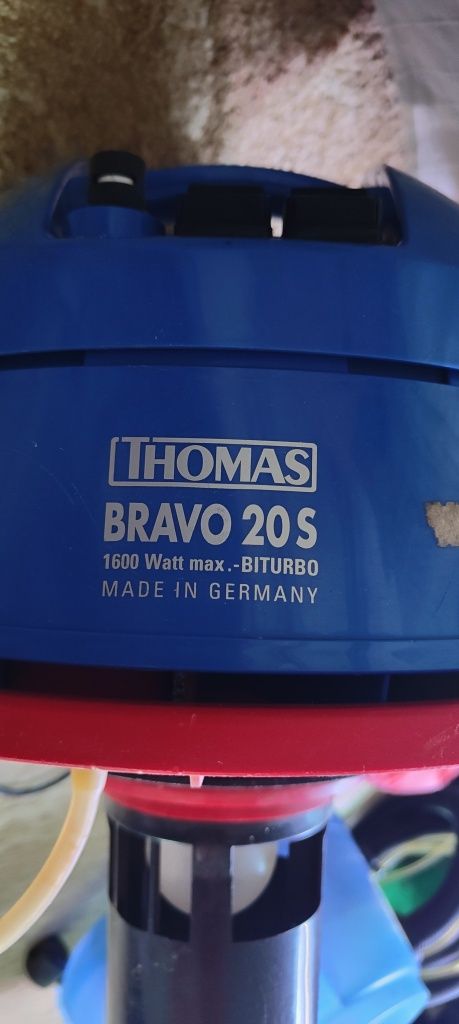 THOMAS
BRAVO 20 S
1600 Watt max.-BITURBO
MADE IN GERMANY